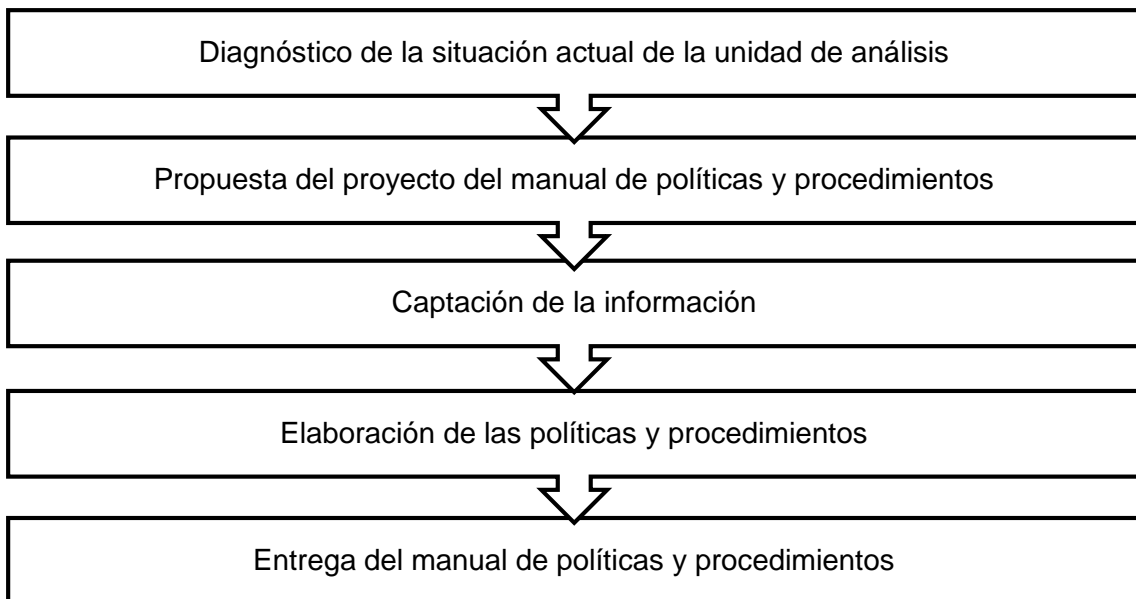 Diagnóstico de la situación actual de la unidad de análisis
Propuesta del proyecto del manual de políticas y procedimientos
Captación de la información
Elaboración de las políticas y procedimientos
Entrega del manual de políticas y procedimientos